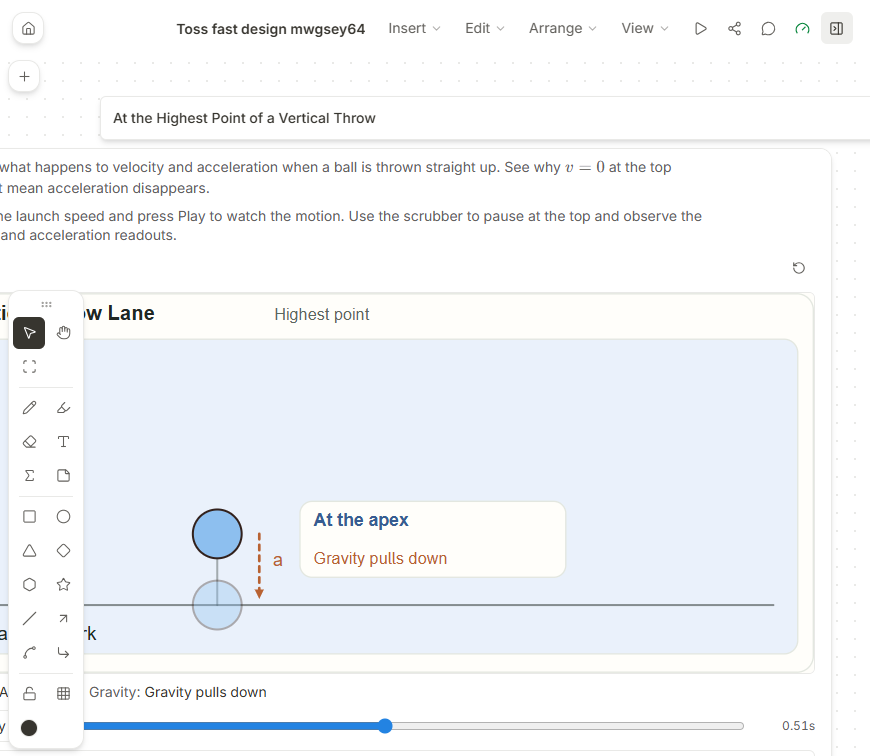 Toss fast design mwgsey64 Insert Edit Arrange View
At the Highest Point of a Vertical Throw
what happens to velocity and acceleration when a ball is thrown straight up. See why v = 0 at the top
mean acceleration disappears.
launch speed and press Play to watch the motion. Use the scrubber to pause at the top and observe the
and acceleration readouts.
Lane Highest point
At the apex
a
Gravity pulls down
Gravity: Gravity pulls down
0.51s